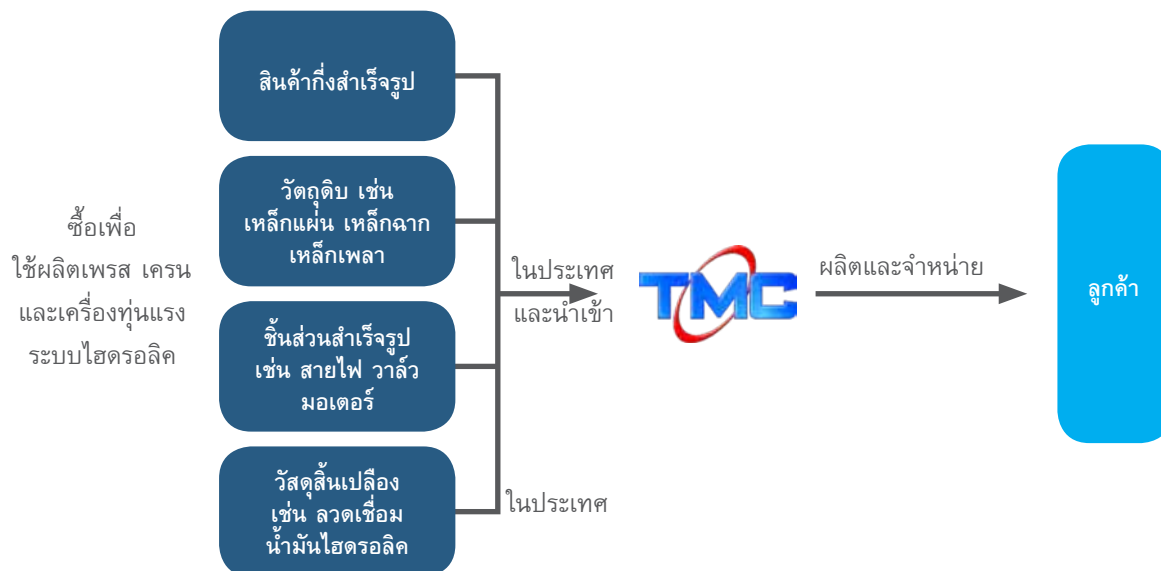 สินค้ากึ่งสำเร็จรูป
วัตถุดิบ เช่น
เหล็กแผ่น เหล็กฉาก
เหล็กเพลา
ซื้อเพื่อ
ใช้ผลิตเพรส เครน
และเครื่องทุ่นแรง
ระบบไฮดรอลิค
ชิ้นส่วนสำเร็จรูป
เช่น สายไฟ วาล์ว
มอเตอร์
วัสดุสิ้นเปลือง
เช่น ลวดเชื่อม
น้ำมันไฮดรอลิค
ในประเทศ
และนำเข้า
ในประเทศ
TMC
ผลิตและจำหน่าย
ลูกค้า